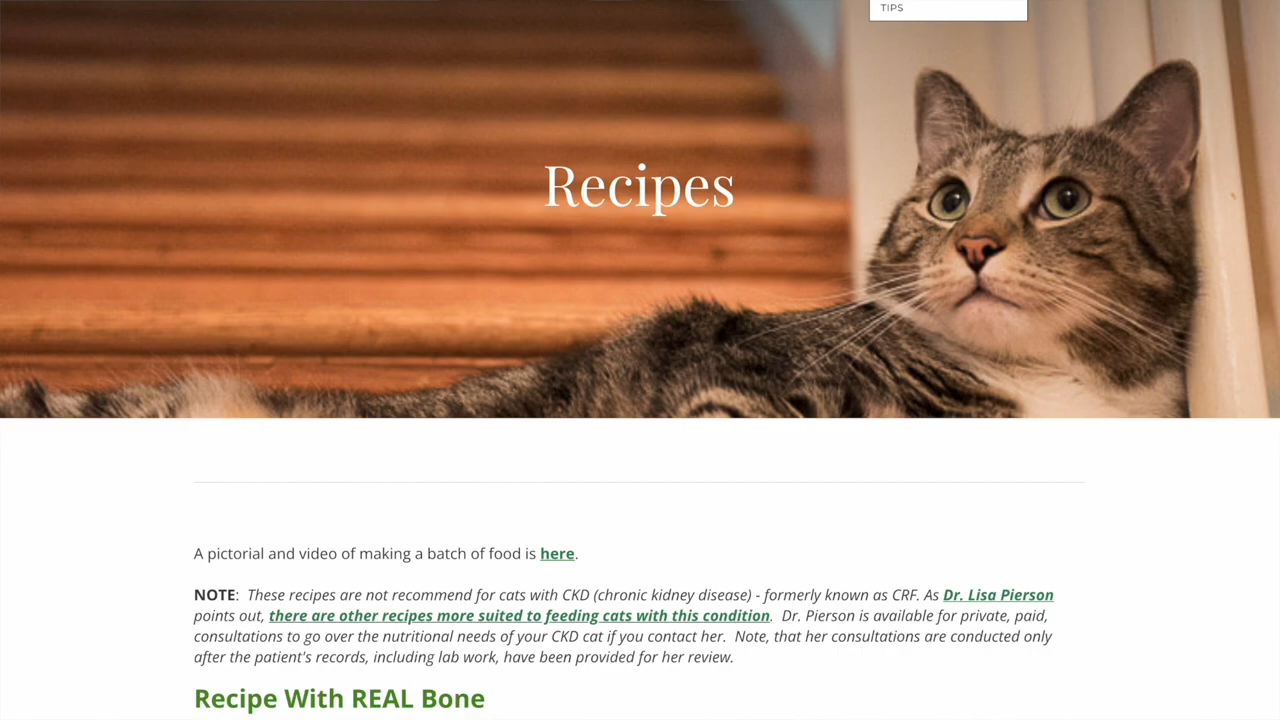 TIPS
Recipes
A pictorial and video of making a batch of food is here.
NOTE:  These recipes are not recommend for cats with CKD (chronic kidney disease) - formerly known as CRF. As Dr. Lisa Pierson
points out, there are other recipes more suited to feeding cats with this condition.  Dr. Pierson is available for private, paid,
consultations to go over the nutritional needs of your CKD cat if you contact her.  Note, that her consultations are conducted only
after the patient's records, including lab work, have been provided for her review.
Recipe With REAL Bone